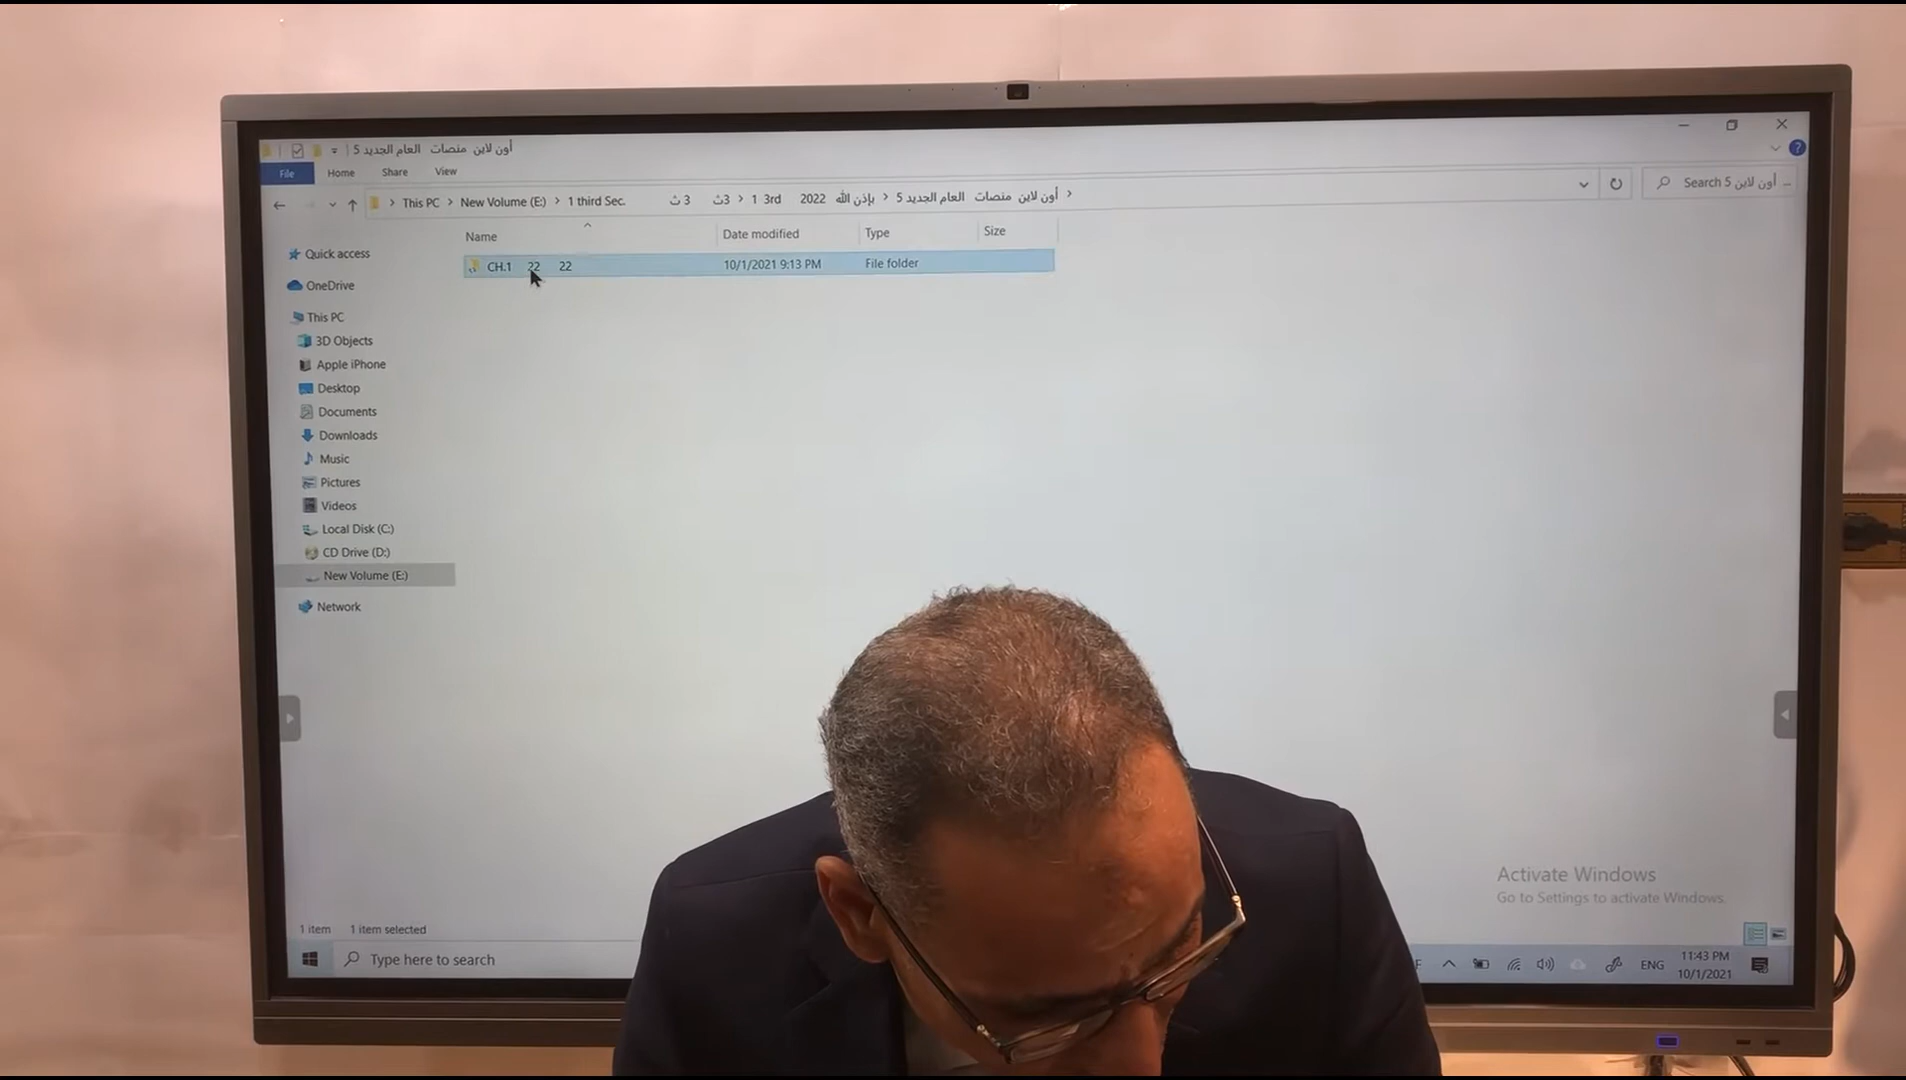 أون لاين  منصات  العام الجديد 5
File Home Share View
This PC > New Volume (E:) > 1 third Sec. 3 ث 3ث > 1 3rd 2022 بإذن الله > أون لاين منصات العام الجديد 5 >
Search أون لاين 5 ...
Name Date modified Type Size
CH.1 22 22 10/1/2021 9:13 PM File folder
Quick access
OneDrive
This PC
3D Objects
Apple iPhone
Desktop
Documents
Downloads
Music
Pictures
Videos
Local Disk (C:)
CD Drive (D:)
New Volume (E:)
Network
Activate Windows
Go to Settings to activate Windows.
1 item 1 item selected
Type here to search
ENG
11:43 PM
10/1/2021